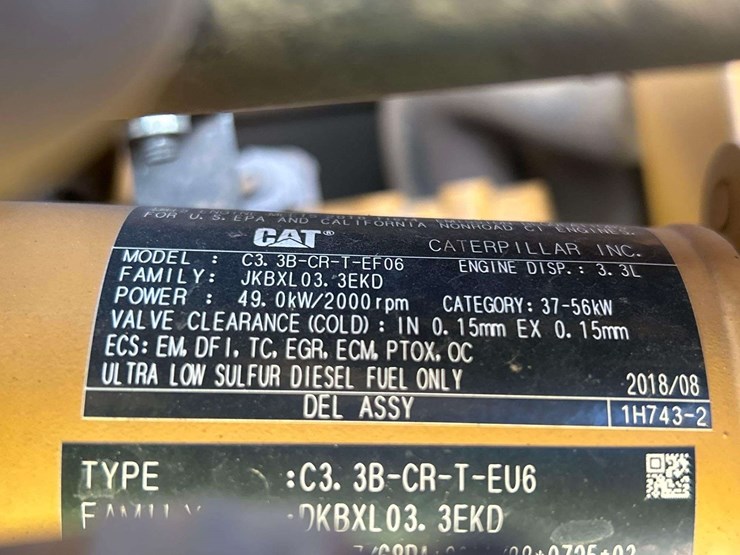 FOR U.S. EPA AND CALIFORNIA NONROAD CI ENGINES.
CAT® CATERPILLAR INC.
MODEL : C3. 3B-CR-T-EF06 ENGINE DISP.: 3. 3L
FAMILY: JKBXL03. 3EKD
POWER : 49. 0kW/2000rpm CATEGORY: 37-56kW
VALVE CLEARANCE (COLD) : IN 0. 15mm EX 0. 15mm
ECS: EM, DFI, TC, EGR, ECM, PTOX, OC
ULTRA LOW SULFUR DIESEL FUEL ONLY 2018/08
DEL ASSY 1H743-2
TYPE :C3. 3B-CR-T-EU6
FAMILY :DKBXL03. 3EKD